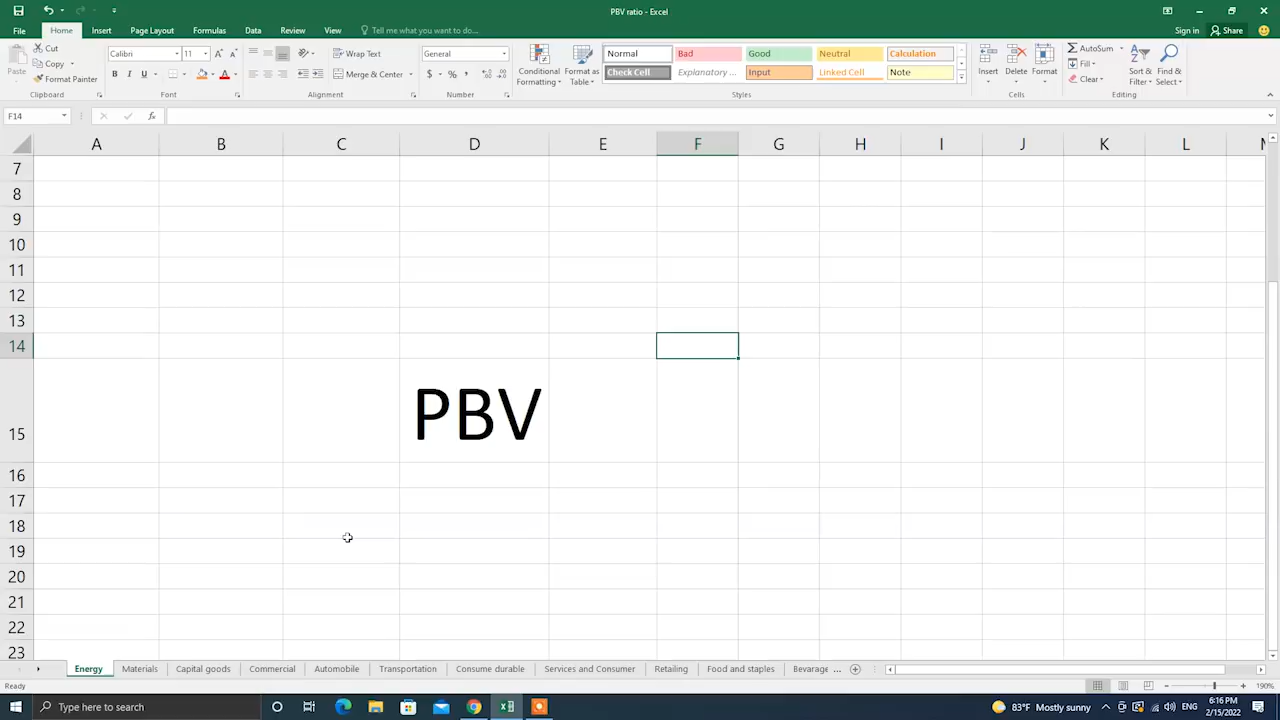 PBV ratio - Excel
File Home Insert Page Layout Formulas Data Review View Tell me what you want to do... Sign in Share
Cut
Copy
Format Painter
Paste
Clipboard
Calibri 11
B I U
Font
Wrap Text
Merge & Center
Alignment
General
$ % ,
Number
Conditional Formatting
Format as Table
Normal Bad Good Neutral Calculation
Check Cell Explanatory ... Input Linked Cell Note
Styles
Insert Delete Format
Cells
AutoSum
Fill
Clear
Sort & Filter
Find & Select
Editing
F14 fx
A B C D E F G H I J K L
7
8
9
10
11
12
13
14
15 PBV
16
17
18
19
20
21
22
23
Energy Materials Capital goods Commercial Automobile Transportation Consume durable Services and Consumer Retailing Food and staples Bevarage ...
Ready 190%
Type here to search 83°F Mostly sunny ENG 6:16 PM
2/15/2022